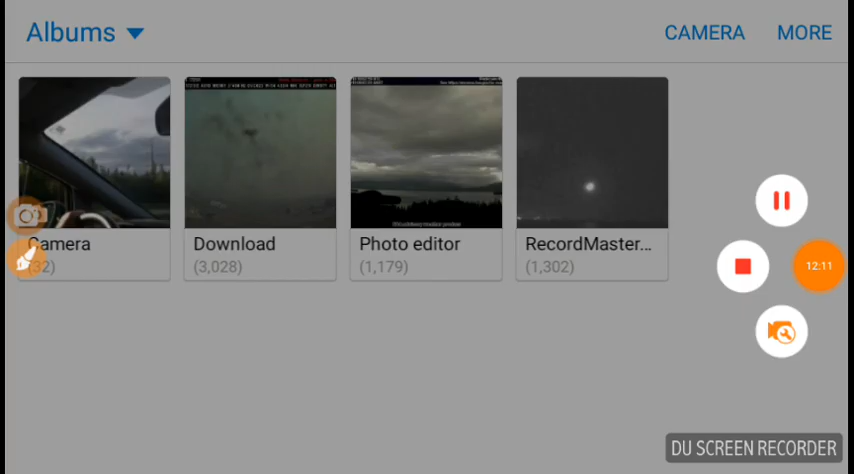 Albums
CAMERA
MORE
Camera
(32)
Download
(3,028)
Photo editor
(1,179)
RecordMaster...
(1,302)
12:11
DU SCREEN RECORDER